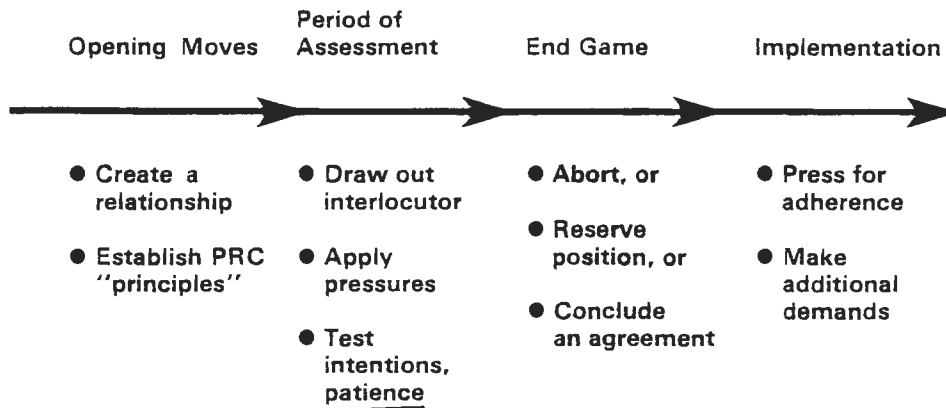 Opening Moves
Period of
Assessment
End Game
Implementation
● Create a
relationship
● Establish PRC
"principles"
● Draw out
interlocutor
● Apply
pressures
● Test
intentions,
patience
● Abort, or
● Reserve
position, or
● Conclude
an agreement
● Press for
adherence
● Make
additional
demands